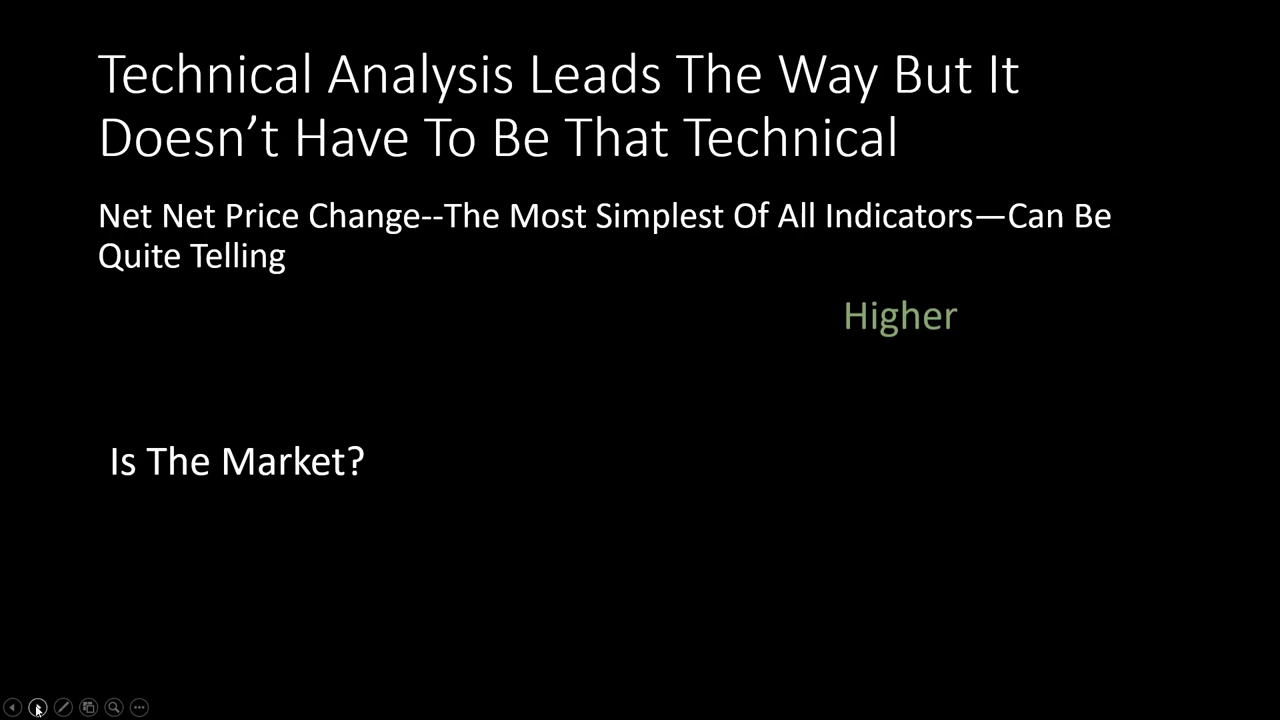 Technical Analysis Leads The Way But It
Doesn’t Have To Be That Technical
Net Net Price Change--The Most Simplest Of All Indicators—Can Be
Quite Telling
Higher
Is The Market?